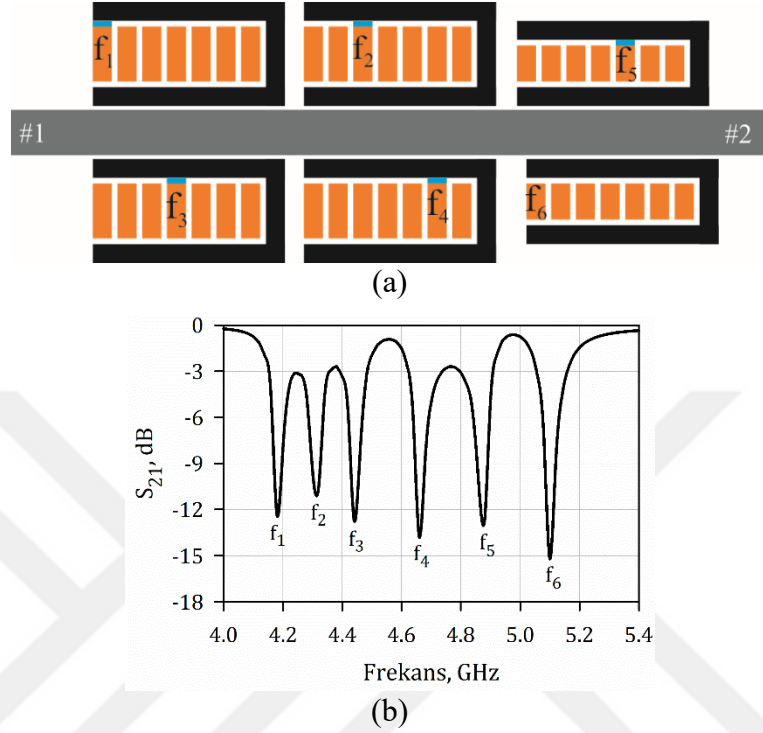 f₁ f₂ f₅
#1 #2
f₃ f₄ f₆
(a)
0
-3
-6
-9
-12
-15
-18
S₂₁, dB
f₁ f₂ f₃ f₄ f₅ f₆
4.0 4.2 4.4 4.6 4.8 5.0 5.2 5.4
Frekans, GHz
(b)